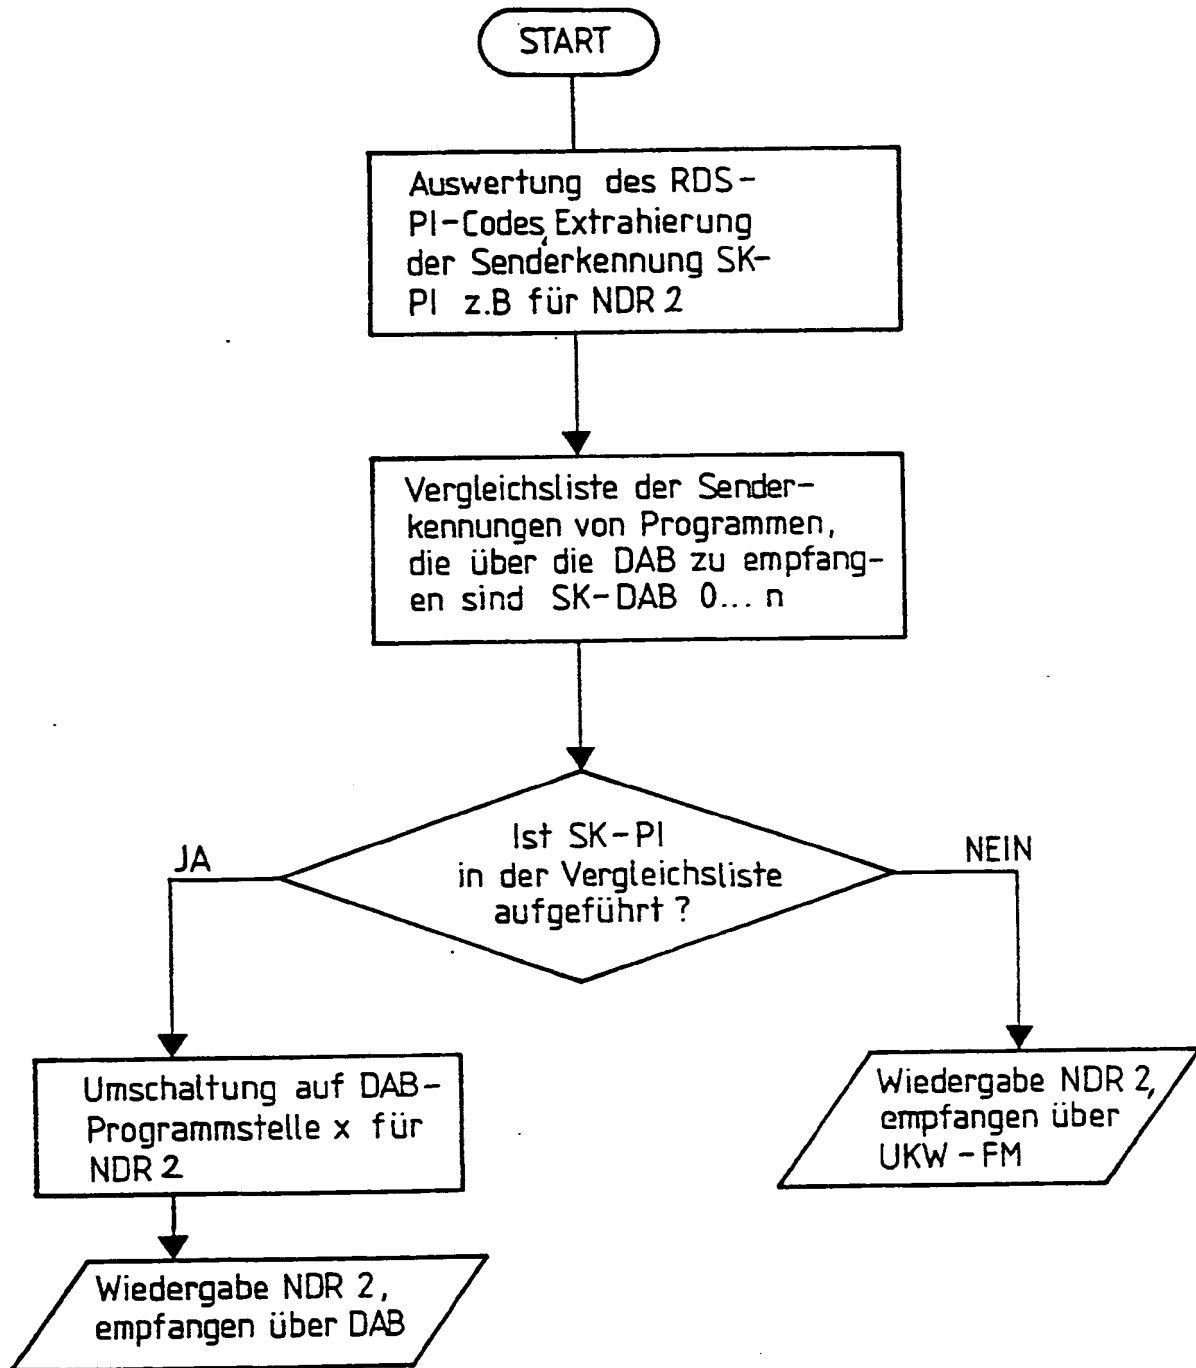 START
Auswertung des RDS-
PI-Codes, Extrahierung
der Senderkennung SK-
PI z.B für NDR 2
Vergleichsliste der Sender-
kennungen von Programmen,
die über die DAB zu empfang-
en sind SK-DAB 0... n
Ist SK-PI
in der Vergleichsliste
aufgeführt ?
JA
NEIN
Umschaltung auf DAB-
Programmstelle x für
NDR 2
Wiedergabe NDR 2,
empfangen über
UKW-FM
Wiedergabe NDR 2,
empfangen über DAB